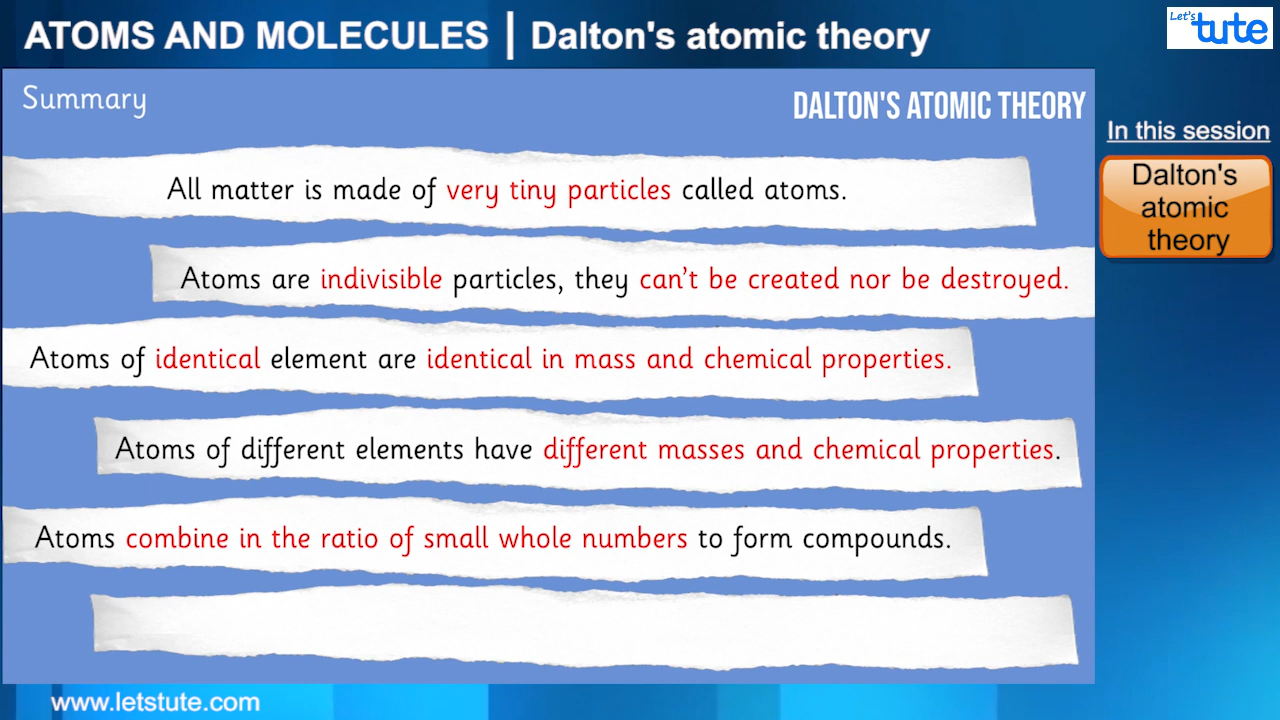 ATOMS AND MOLECULES | Dalton's atomic theory
Let's tute
Summary
DALTON'S ATOMIC THEORY
In this session
Dalton's
atomic
theory
All matter is made of very tiny particles called atoms.
Atoms are indivisible particles, they can't be created nor be destroyed.
Atoms of identical element are identical in mass and chemical properties.
Atoms of different elements have different masses and chemical properties.
Atoms combine in the ratio of small whole numbers to form compounds.
www.letstute.com